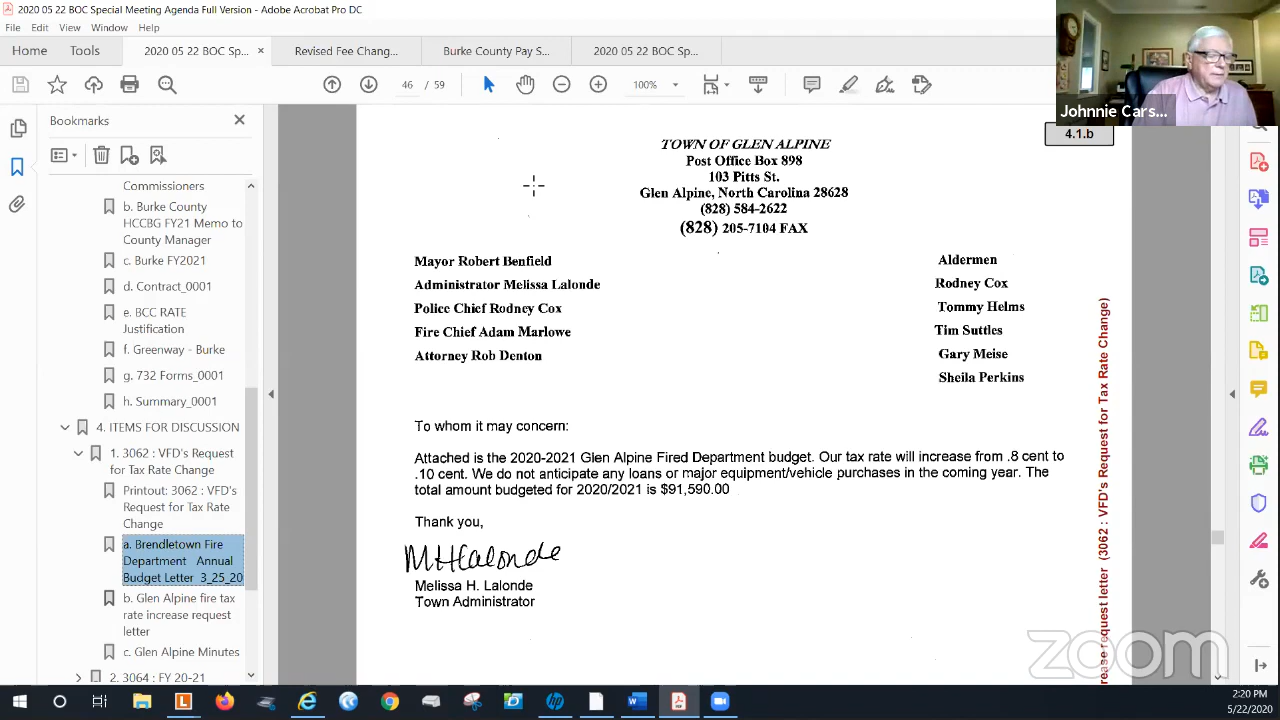 2020 05 22 BOC Special Meeting Agenda Full Version - Adobe Acrobat Pro DC
File Edit View Window Help
Home Tools 2020 05 22 BOC Sp... × Revised Fee Chang... Burke County Pay S... 2020 05 22 BOC Sp...
46 59 100%
Johnnie Cars...
Bookmarks
Commissioners
b. Burke County
HCCBG FY21 Memo to
County Manager
c. Burke FY2021
d. Contract_0001
e. BCC RATE
Justification
f. Greenway - Burke
g. 732 Forms_0001
h. Summary_0001
4. ITEMS FOR DISCUSSION
1. 3062 : VFD's Request
for Tax Rate Change
Printout: 3062 : VFD's
Request for Tax Rate
Change
a. Brendletown Fire
Department Annual
Budget Letter 3_25_20
b. Glen Alpine fire tax
rate increase request
letter
c. Glen Alpine Minutes
2. 3061 : FY 20-21
4.1.b
TOWN OF GLEN ALPINE
Post Office Box 898
103 Pitts St.
Glen Alpine, North Carolina 28628
(828) 584-2622
(828) 205-7104 FAX
Mayor Robert Benfield
Administrator Melissa Lalonde
Police Chief Rodney Cox
Fire Chief Adam Marlowe
Attorney Rob Denton
Aldermen
Rodney Cox
Tommy Helms
Tim Suttles
Gary Meise
Sheila Perkins
To whom it may concern:
Attached is the 2020-2021 Glen Alpine Fired Department budget. Our tax rate will increase from .8 cent to
.10 cent. We do not anticipate any loans or major equipment/vehicle purchases in the coming year. The
total amount budgeted for 2020/2021 is $91,590.00
Thank you,
MHLalonde
Melissa H. Lalonde
Town Administrator
rease request letter (3062 : VFD's Request for Tax Rate Change)
zoom
2:20 PM
5/22/2020